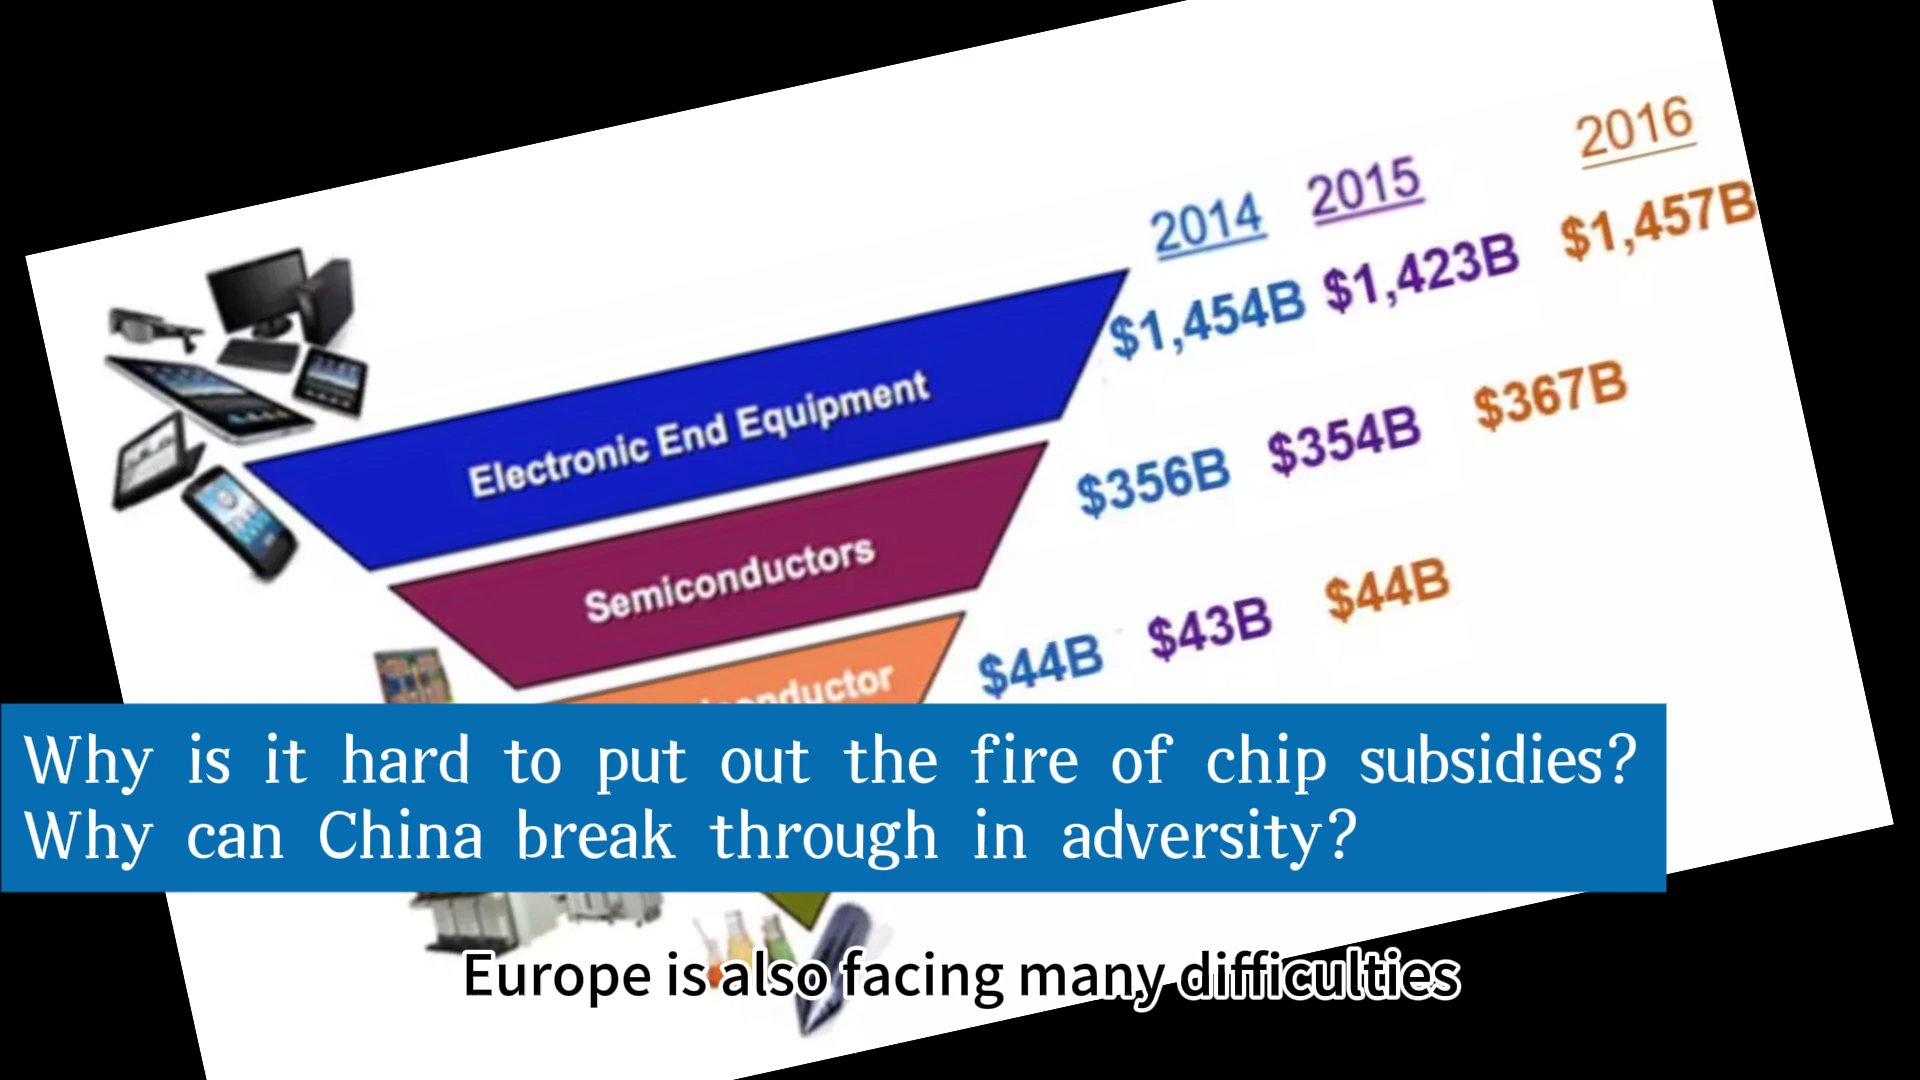 2014 2015 2016
$1,454B $1,423B $1,457B
Electronic End Equipment
$356B $354B $367B
Semiconductors
$44B $43B $44B
Why is it hard to put out the fire of chip subsidies?
Why can China break through in adversity?
Europe is also facing many difficulties